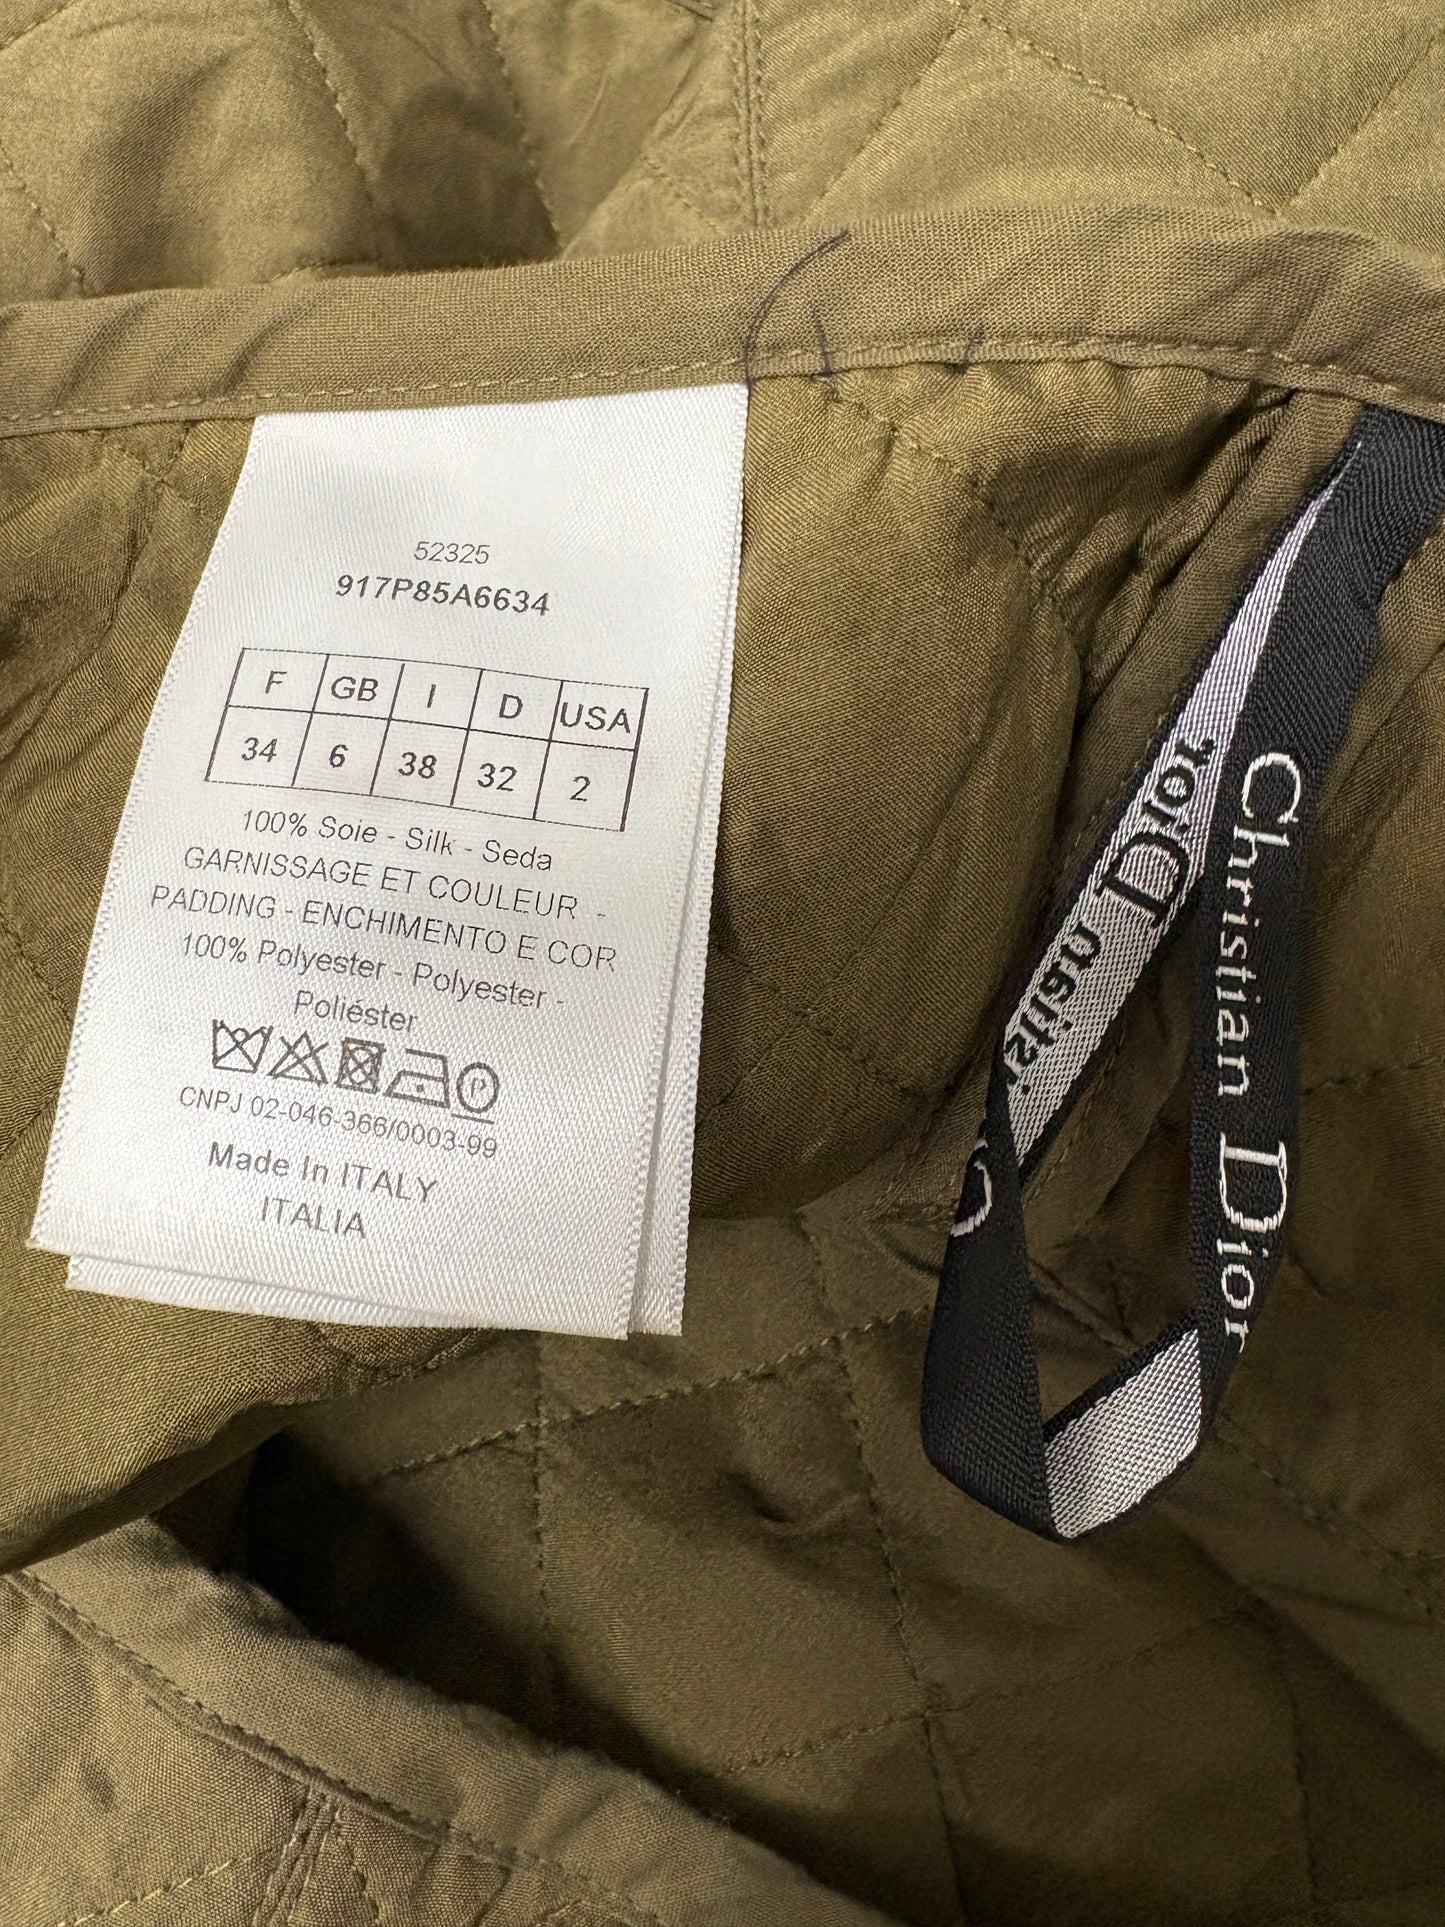 52325
917P85A6634
F GB I D USA
34 6 38 32 2
100% Soie - Silk - Seda
GARNISSAGE ET COULEUR -
PADDING - ENCHIMENTO E COR
100% Polyester - Polyester -
Poliéster
P
CNPJ 02-046-366/0003-99
Made In ITALY
ITALIA
Christian Dior
Dior